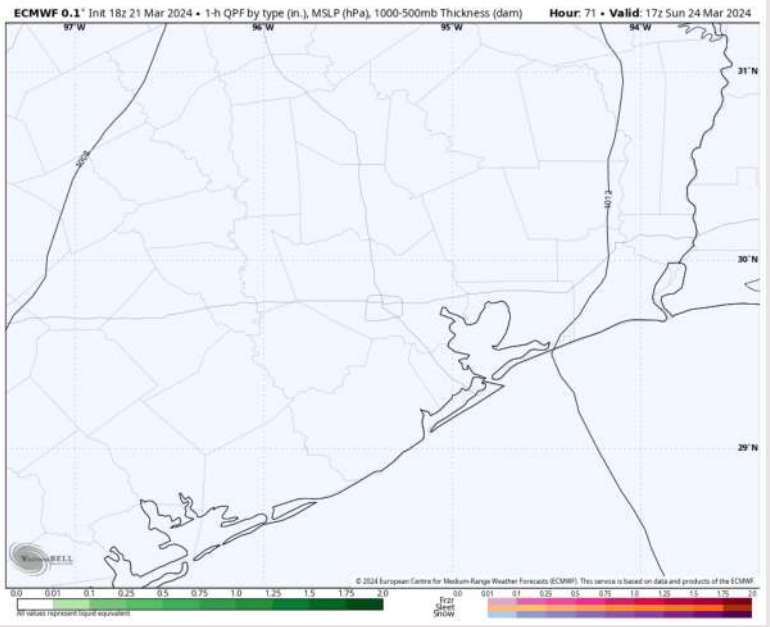 ECMWF 0.1° Init 18z 21 Mar 2024 • 1-h QPF by type (in.), MSLP (hPa), 1000-500mb Thickness (dam) Hour: 71 • Valid: 17z Sun 24 Mar 2024
97°W 96°W 95°W 94°W
31°N
1008
1012
30°N
29°N
WEATHERBELL
© 2024 European Centre for Medium-Range Weather Forecasts (ECMWF). This service is based on data and products of the ECMWF
0.0 0.01 0.1 0.25 0.5 0.75 1.0 1.25 1.5 1.75 2.0 0.0 0.01 0.1 0.25 0.50 0.75 1.0 1.25 1.50 1.75 2.0
Frzr
Sleet
Snow
All values represent liquid equivalent